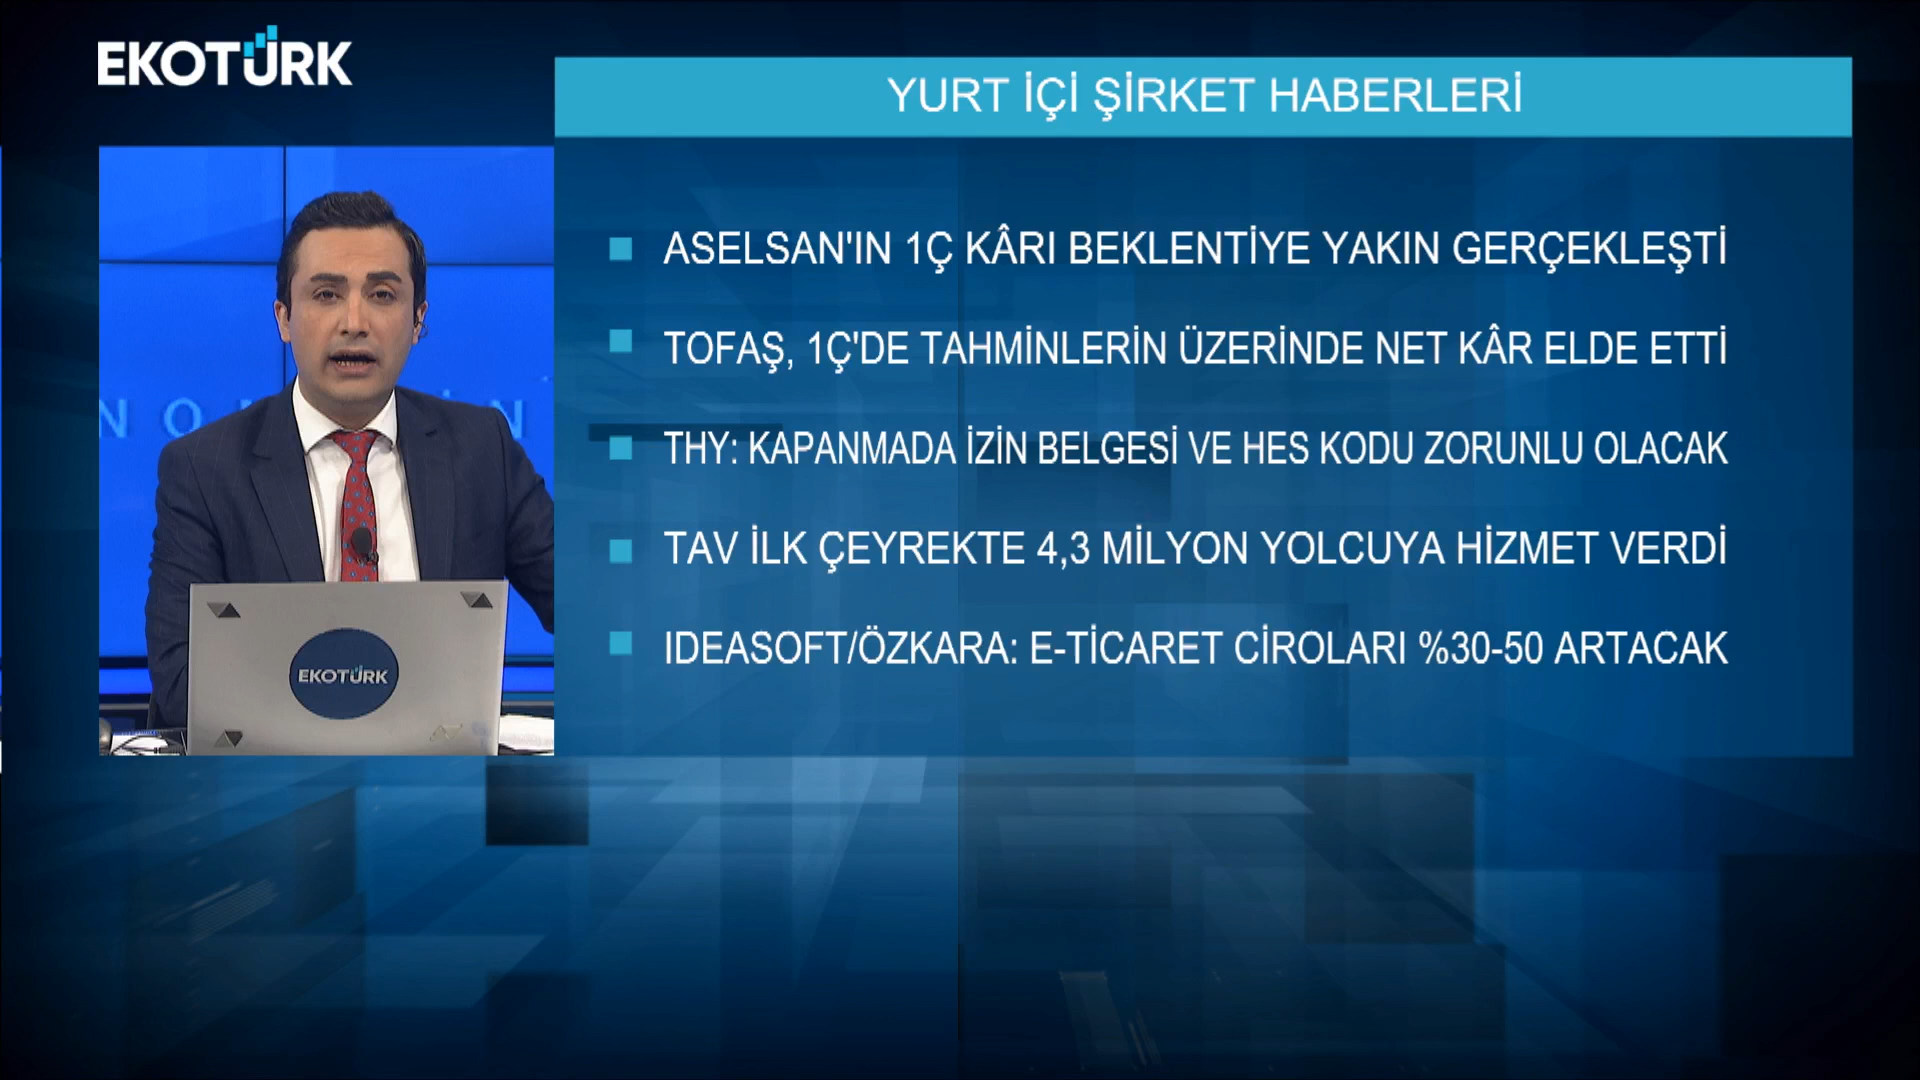 EKOTÜRK
YURT İÇİ ŞİRKET HABERLERİ
ASELSAN'IN 1Ç KÂRI BEKLENTİYE YAKIN GERÇEKLEŞTİ
TOFAŞ, 1Ç'DE TAHMİNLERİN ÜZERİNDE NET KÂR ELDE ETTİ
THY: KAPANMADA İZİN BELGESİ VE HES KODU ZORUNLU OLACAK
TAV İLK ÇEYREKTE 4,3 MİLYON YOLCUYA HİZMET VERDİ
IDEASOFT/ÖZKARA: E-TİCARET CİROLARI %30-50 ARTACAK
EKOTÜRK